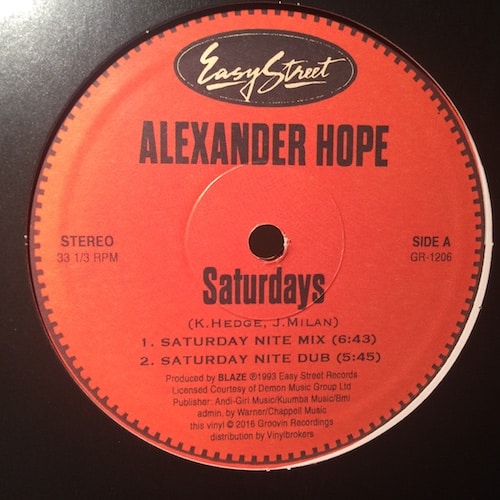 Easy Street
ALEXANDER HOPE
STEREO
33 1/3 RPM
SIDE A
GR-1206
Saturdays
(K.HEDGE, J.MILAN)
1. SATURDAY NITE MIX (6:43)
2. SATURDAY NITE DUB (5:45)
Produced by BLAZE ℗1993 Easy Street Records
Licensed Courtesy of Demon Music Group Ltd
Publisher: Andi-Girl Music/Kuumba Music/Bmi
admin. by Warner/Chappell Music
this vinyl © 2016 Groovin Recordings
distribution by Vinylbrokers